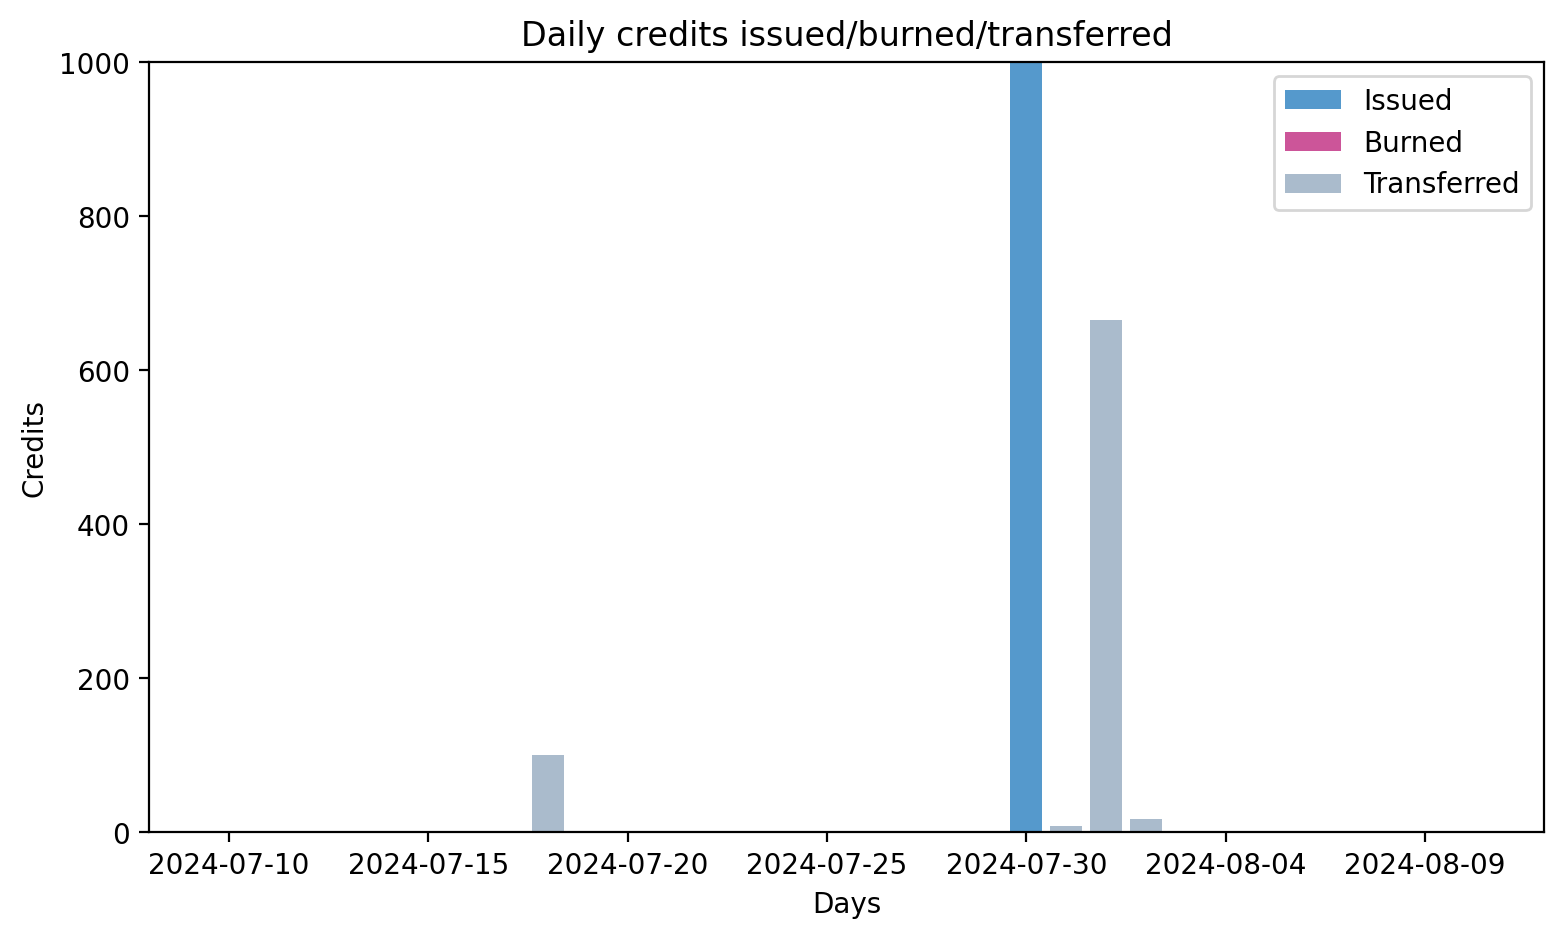 Daily credits issued/burned/transferred
1000
800
600
400
200
0
Credits
Issued
Burned
Transferred
2024-07-10 2024-07-15 2024-07-20 2024-07-25 2024-07-30 2024-08-04 2024-08-09
Days